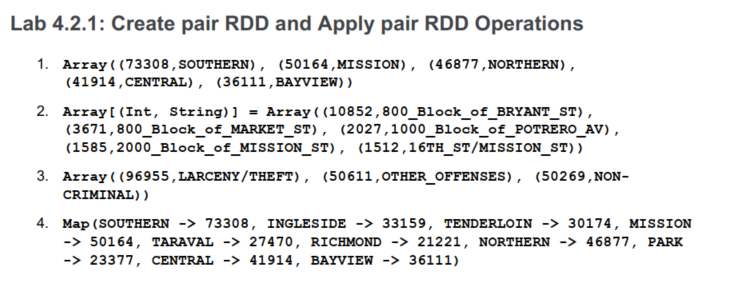 Lab 4.2.1: Create pair RDD and Apply pair RDD Operations
1. Array((73308,SOUTHERN), (50164,MISSION), (46877,NORTHERN),
(41914,CENTRAL), (36111,BAYVIEW))
2. Array[(Int, String)] = Array((10852,800_Block_of_BRYANT_ST),
(3671,800_Block_of_MARKET_ST), (2027,1000_Block_of_POTRERO_AV),
(1585,2000_Block_of_MISSION_ST), (1512,16TH_ST/MISSION_ST))
3. Array((96955,LARCENY/THEFT), (50611,OTHER_OFFENSES), (50269,NON-
CRIMINAL))
4. Map(SOUTHERN -> 73308, INGLESIDE -> 33159, TENDERLOIN -> 30174, MISSION
-> 50164, TARAVAL -> 27470, RICHMOND -> 21221, NORTHERN -> 46877, PARK
-> 23377, CENTRAL -> 41914, BAYVIEW -> 36111)